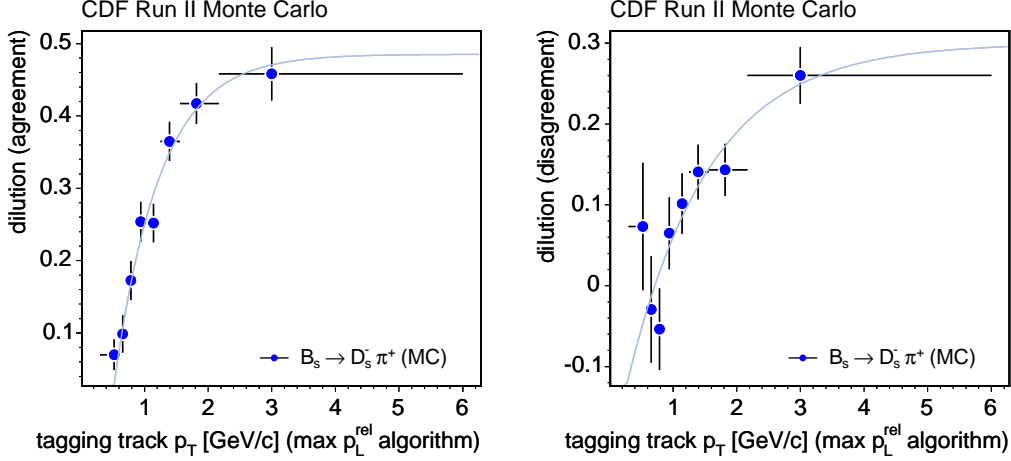 CDF Run II Monte Carlo
dilution (agreement)
0.5
0.4
0.3
0.2
0.1
B_s → D_s^- π^+ (MC)
1 2 3 4 5 6
tagging track p_T [GeV/c] (max p_L^rel algorithm)
CDF Run II Monte Carlo
dilution (disagreement)
0.3
0.2
0.1
0
-0.1
B_s → D_s^- π^+ (MC)
1 2 3 4 5 6
tagging track p_T [GeV/c] (max p_L^rel algorithm)